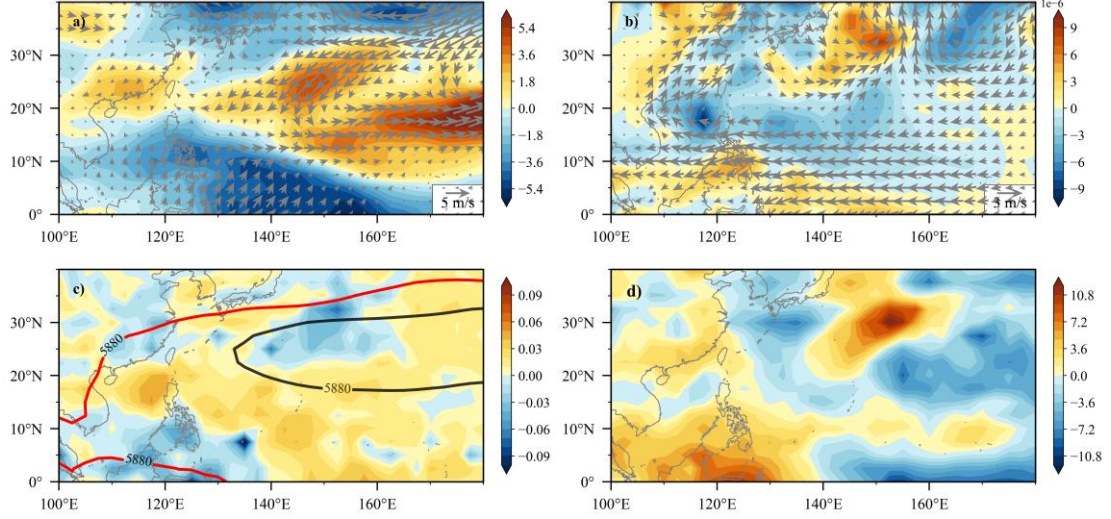 a)
5.4
3.6
1.8
0.0
−1.8
−3.6
−5.4
30°N
20°N
10°N
0°
100°E
120°E
140°E
160°E
5 m/s
b)
1e−6
9
6
3
0
−3
−6
−9
30°N
20°N
10°N
0°
100°E
120°E
140°E
160°E
3 m/s
c)
5880
5880
5880
0.09
0.06
0.03
0.00
−0.03
−0.06
−0.09
30°N
20°N
10°N
0°
100°E
120°E
140°E
160°E
d)
10.8
7.2
3.6
0.0
−3.6
−7.2
−10.8
30°N
20°N
10°N
0°
100°E
120°E
140°E
160°E